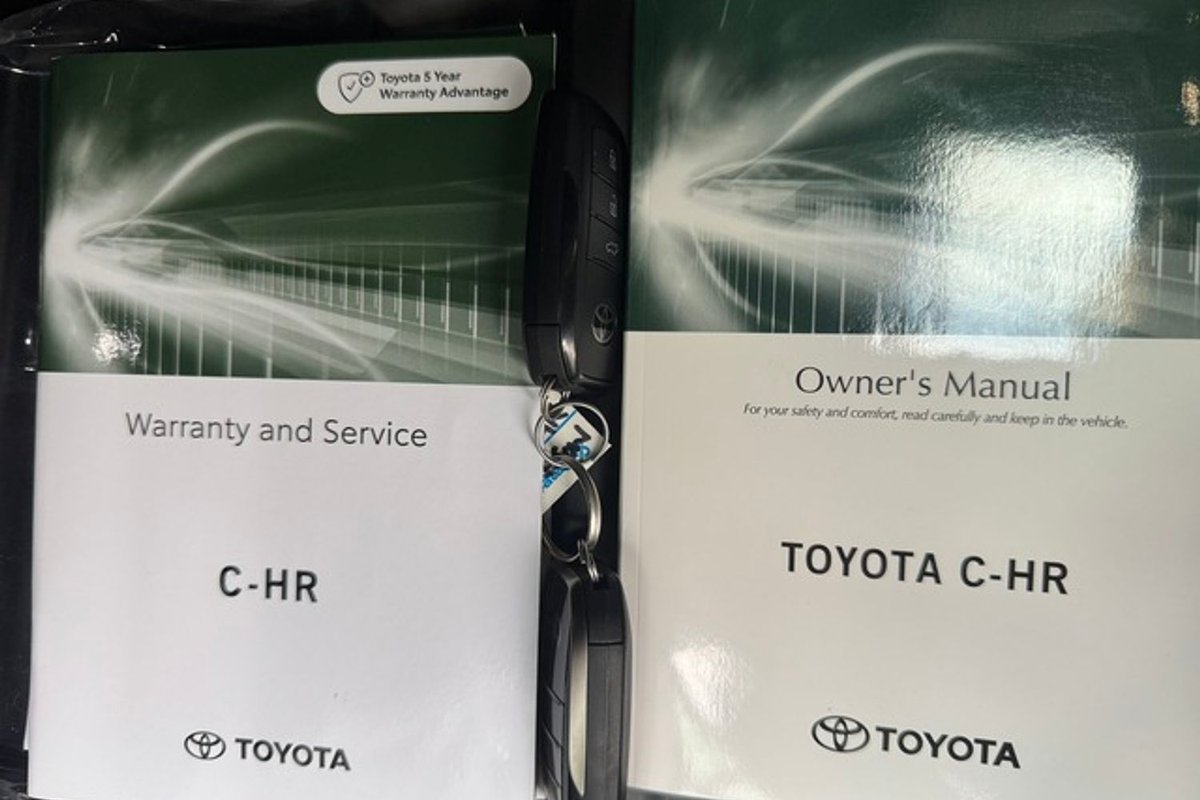 Toyota 5 Year
Warranty Advantage
Warranty and Service
C-HR
TOYOTA
Owner's Manual
For your safety and comfort, read carefully and keep in the vehicle.
TOYOTA C-HR
TOYOTA